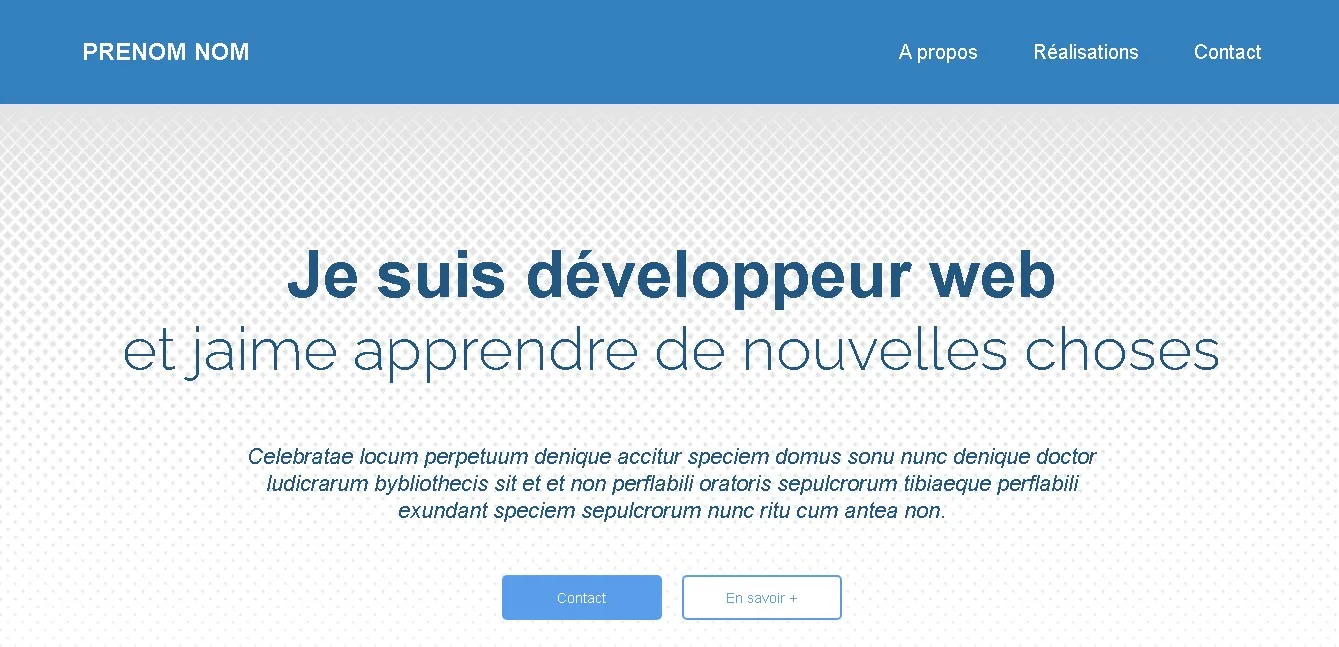 PRENOM NOM
A propos
Réalisations
Contact
Je suis développeur web
et jaime apprendre de nouvelles choses
Celebratae locum perpetuum denique accitur speciem domus sonu nunc denique doctor
ludicrarum bybliothecis sit et et non perflabili oratoris sepulcrorum tibiaeque perflabili
exundant speciem sepulcrorum nunc ritu cum antea non.
Contact
En savoir +